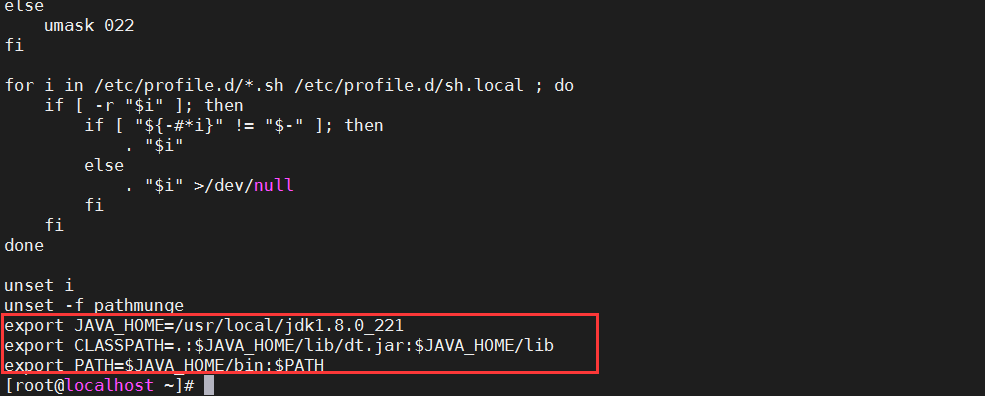 else
    umask 022
fi

for i in /etc/profile.d/*.sh /etc/profile.d/sh.local ; do
    if [ -r "$i" ]; then
        if [ "${-#*i}" != "$-" ]; then
            . "$i"
        else
            . "$i" >/dev/null
        fi
    fi
done

unset i
unset -f pathmunge
export JAVA_HOME=/usr/local/jdk1.8.0_221
export CLASSPATH=.:$JAVA_HOME/lib/dt.jar:$JAVA_HOME/lib
export PATH=$JAVA_HOME/bin:$PATH
[root@localhost ~]#